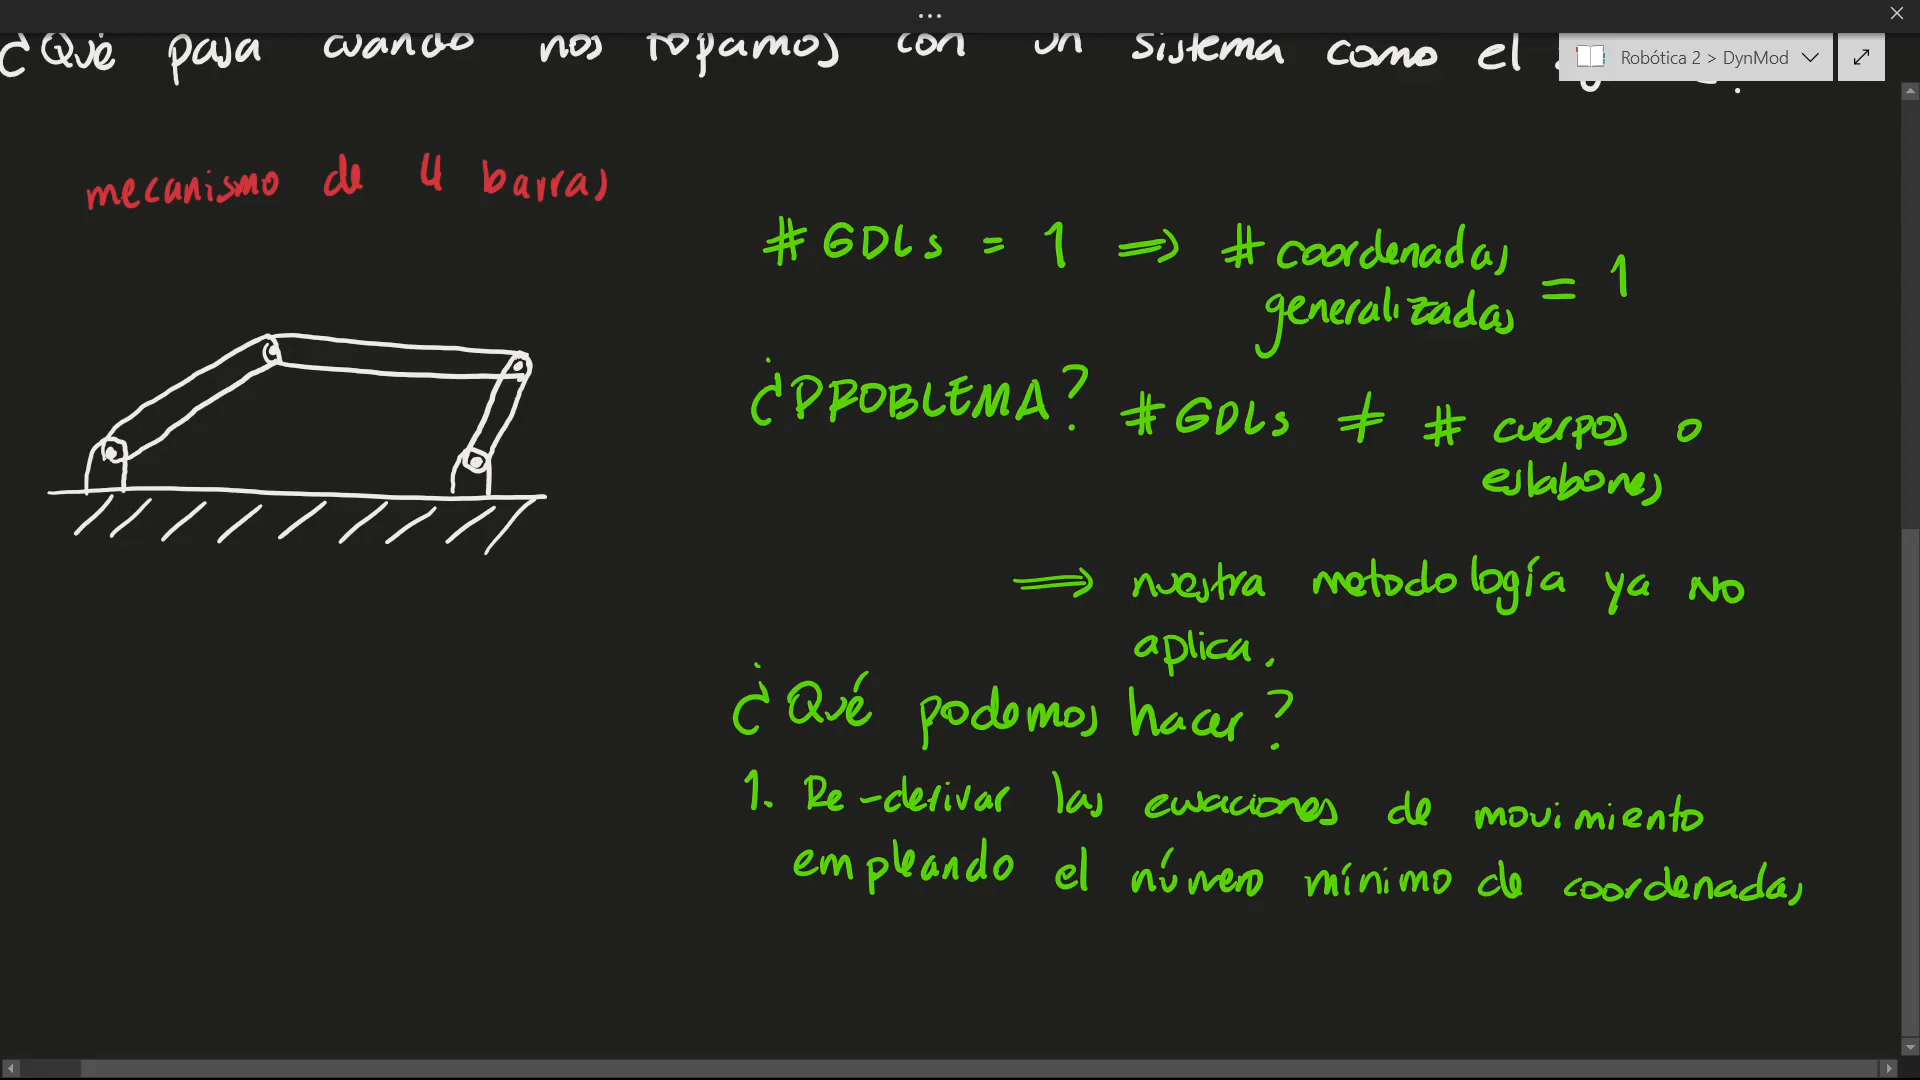 ¿Qué pasa cuando nos topamos con un sistema como el
Robótica 2 > DynMod
mecanismo de 4 barras
#GDLs = 1 ⟹ # coordenadas
generalizadas = 1
¿PROBLEMA? #GDLs ≠ # cuerpos o
eslabones
⟹ nuestra metodología ya NO
aplica.
¿Qué podemos hacer?
1. Re-derivar las ecuaciones de movimiento
empleando el número mínimo de coordenadas